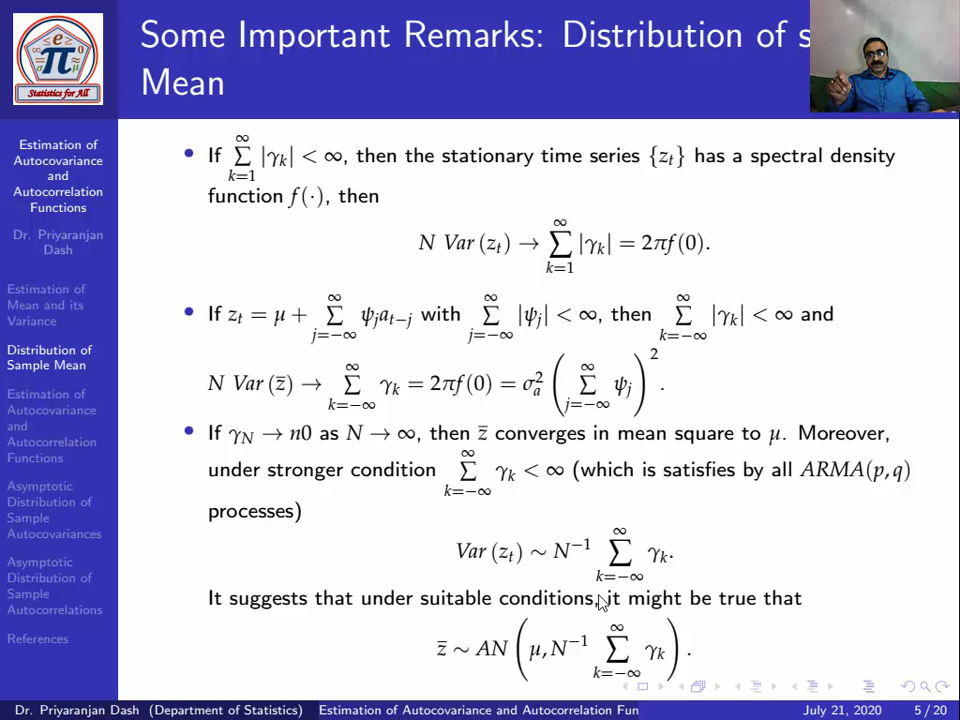 Some Important Remarks: Distribution of s
Mean
Statistics for All
Estimation of
Autocovariance
and
Autocorrelation
Functions
Dr. Priyaranjan
Dash
Estimation of
Mean and its
Variance
Distribution of
Sample Mean
Estimation of
Autocovariance
and
Autocorrelation
Functions
Asymptotic
Distribution of
Sample
Autocovariances
Asymptotic
Distribution of
Sample
Autocorrelations
References
• If ∑_{k=1}^{∞} |γ_k| < ∞, then the stationary time series {z_t} has a spectral density
function f(·), then
N Var (z_t) → ∑_{k=1}^{∞} |γ_k| = 2πf(0).
• If z_t = μ + ∑_{j=−∞}^{∞} ψ_j a_{t−j} with ∑_{j=−∞}^{∞} |ψ_j| < ∞, then ∑_{k=−∞}^{∞} |γ_k| < ∞ and
N Var (z̄) → ∑_{k=−∞}^{∞} γ_k = 2πf(0) = σ_a^2 (∑_{j=−∞}^{∞} ψ_j)^2.
• If γ_N → n0 as N → ∞, then z̄ converges in mean square to μ. Moreover,
under stronger condition ∑_{k=−∞}^{∞} γ_k < ∞ (which is satisfies by all ARMA(p, q)
processes)
Var (z_t) ∼ N^{−1} ∑_{k=−∞}^{∞} γ_k.
It suggests that under suitable conditions, it might be true that
z̄ ∼ AN (μ, N^{−1} ∑_{k=−∞}^{∞} γ_k).
Dr. Priyaranjan Dash (Department of Statistics) Estimation of Autocovariance and Autocorrelation Fun July 21, 2020 5 / 20